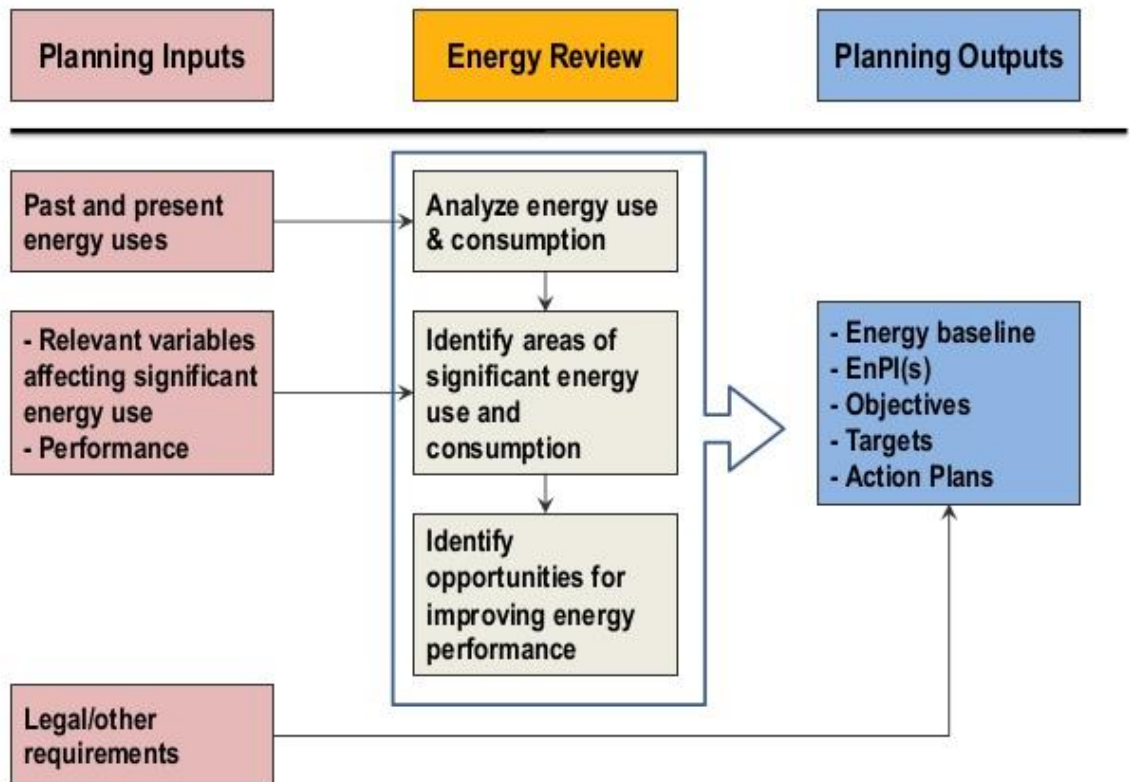 Planning Inputs
Energy Review
Planning Outputs
Past and present
energy uses
Analyze energy use
& consumption
- Relevant variables
affecting significant
energy use
- Performance
Identify areas of
significant energy
use and
consumption
- Energy baseline
- EnPI(s)
- Objectives
- Targets
- Action Plans
Identify
opportunities for
improving energy
performance
Legal/other
requirements